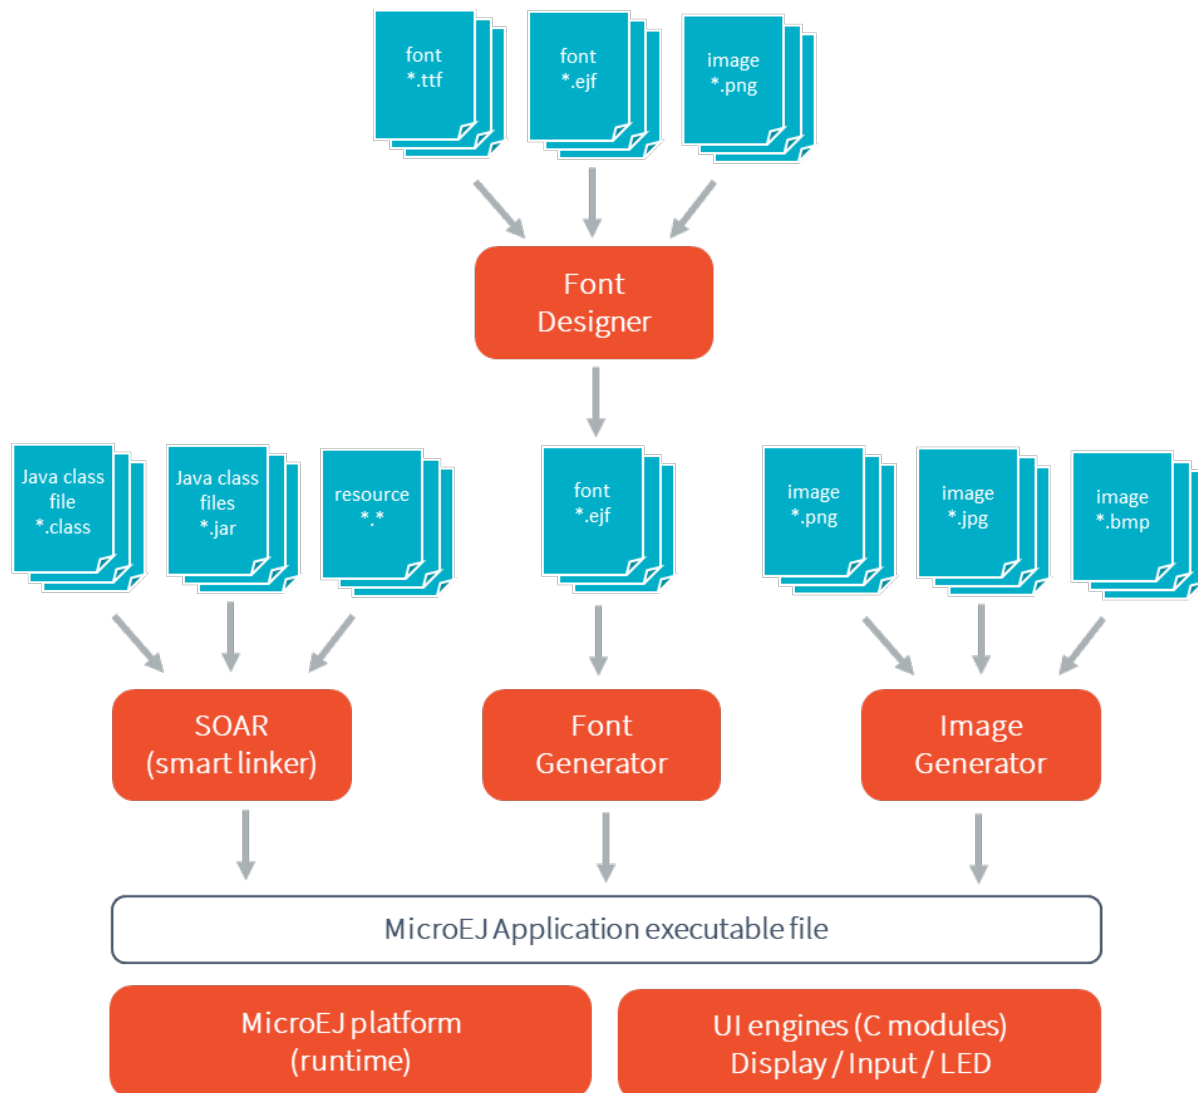 font
*.ttf
font
*.ejf
image
*.png
Font
Designer
Java class
file
*.class
Java class
files
*.jar
resource
*.*
font
*.ejf
image
*.png
image
*.jpg
image
*.bmp
SOAR
(smart linker)
Font
Generator
Image
Generator
MicroEJ Application executable file
MicroEJ platform
(runtime)
UI engines (C modules)
Display / Input / LED